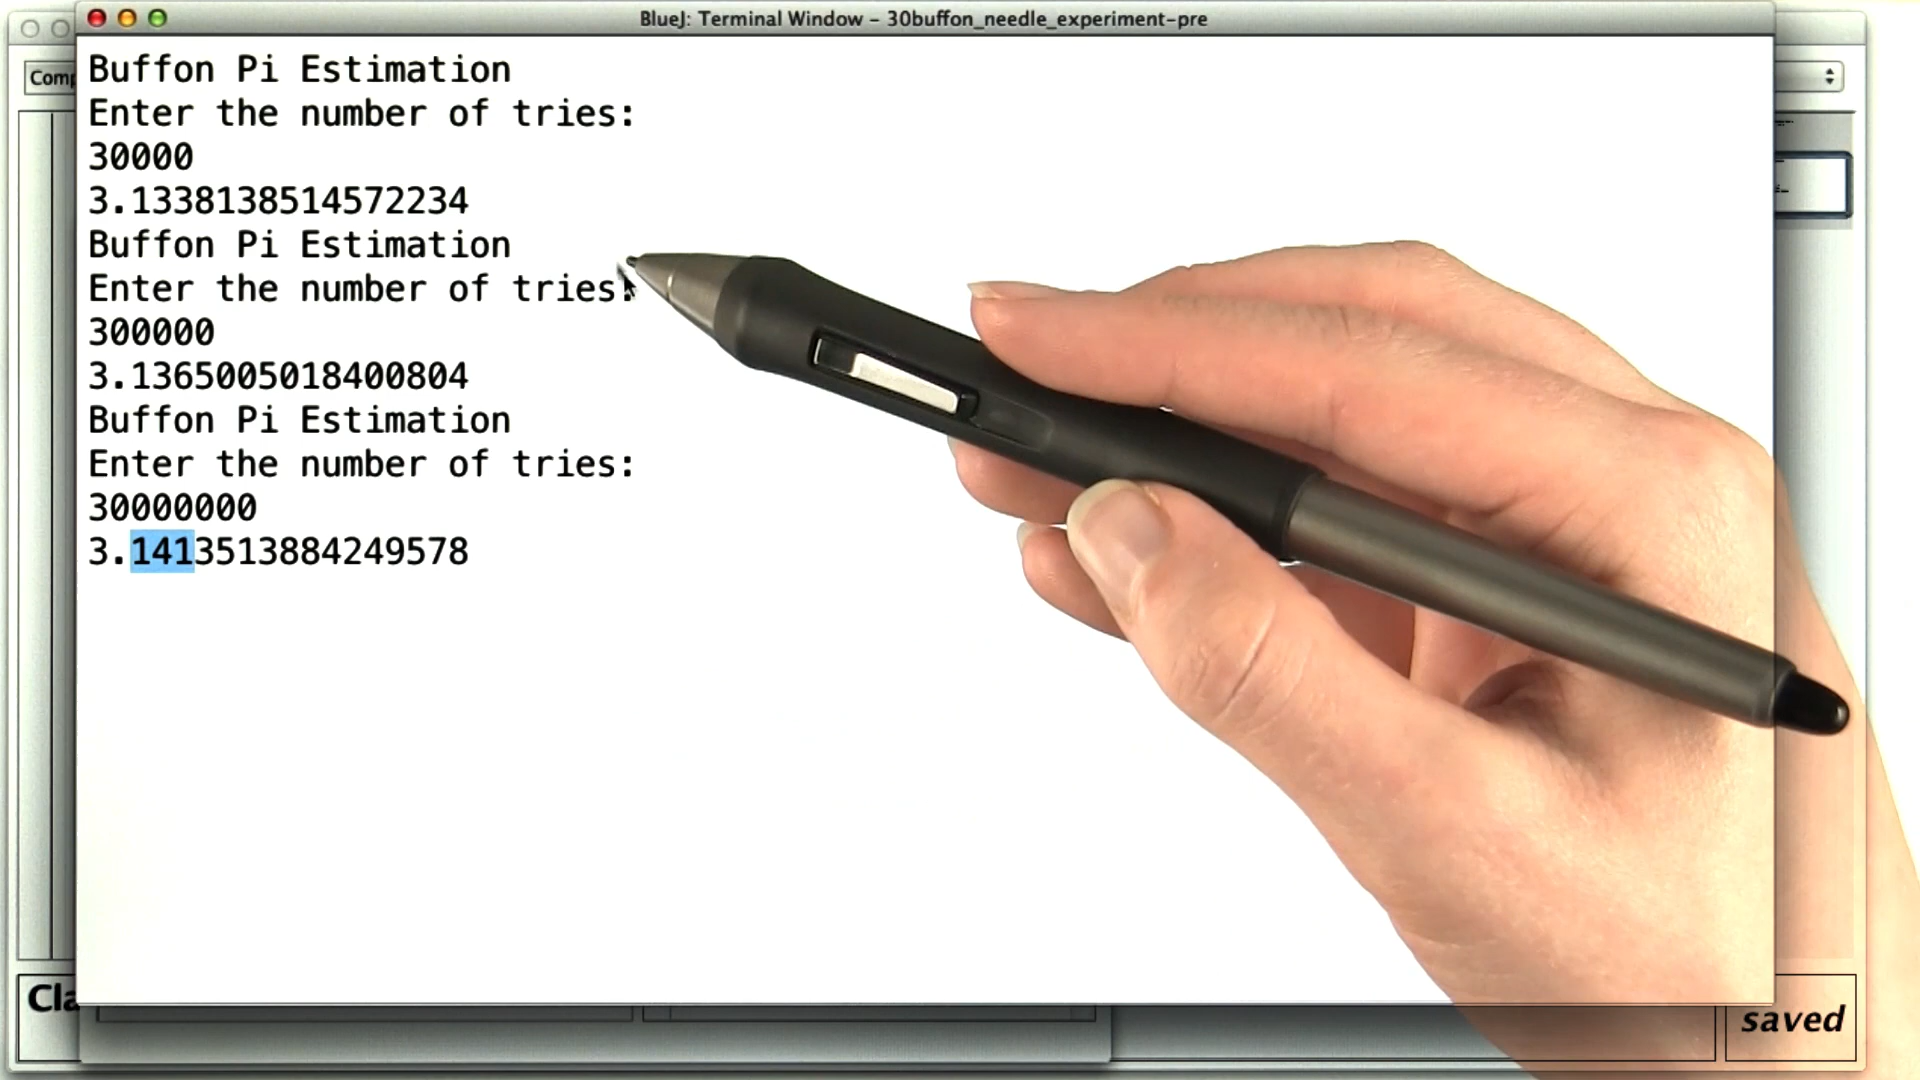 BlueJ: Terminal Window – 30buffon_needle_experiment-pre
Comp
Buffon Pi Estimation
Enter the number of tries:
30000
3.1338138514572234
Buffon Pi Estimation
Enter the number of tries:
300000
3.1365005018400804
Buffon Pi Estimation
Enter the number of tries:
30000000
3.1413513884249578
Cla
saved